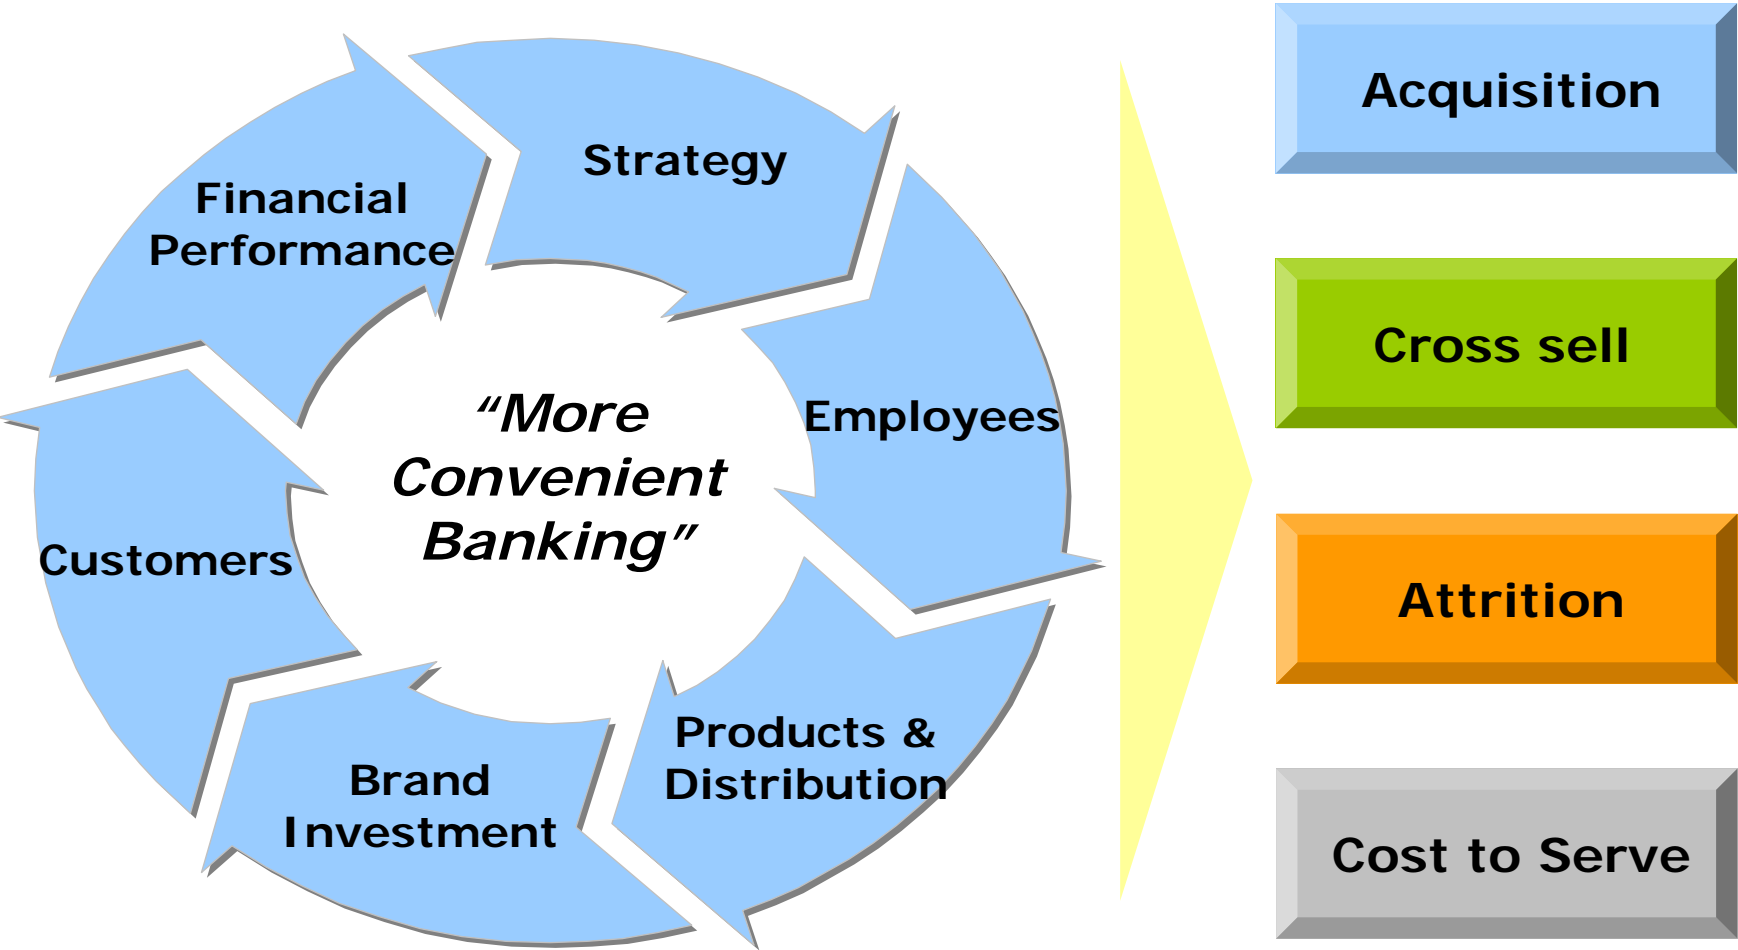 Strategy
Financial
Performance
Employees
“More
Convenient
Banking”
Customers
Products &
Distribution
Brand
Investment
Acquisition
Cross sell
Attrition
Cost to Serve